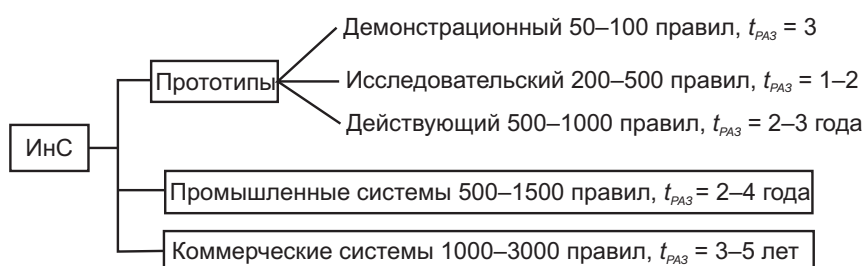 Демонстрационный 50–100 правил, tРАЗ = 3
Прототипы
Исследовательский 200–500 правил, tРАЗ = 1–2
Действующий 500–1000 правил, tРАЗ = 2–3 года
ИнС
Промышленные системы 500–1500 правил, tРАЗ = 2–4 года
Коммерческие системы 1000–3000 правил, tРАЗ = 3–5 лет